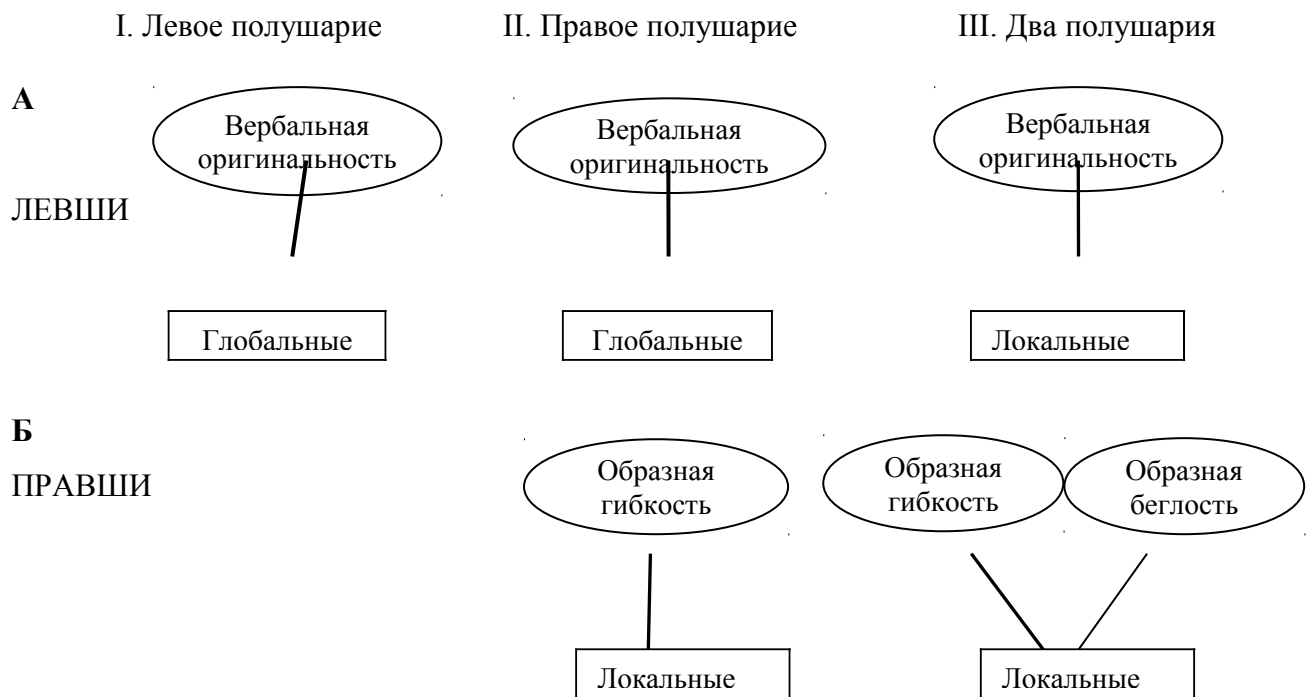 I. Левое полушарие II. Правое полушарие III. Два полушария
А
Вербальная оригинальность
Вербальная оригинальность
Вербальная оригинальность
ЛЕВШИ
Глобальные Глобальные Локальные
Б
ПРАВШИ
Образная гибкость
Образная гибкость
Образная беглость
Локальные Локальные